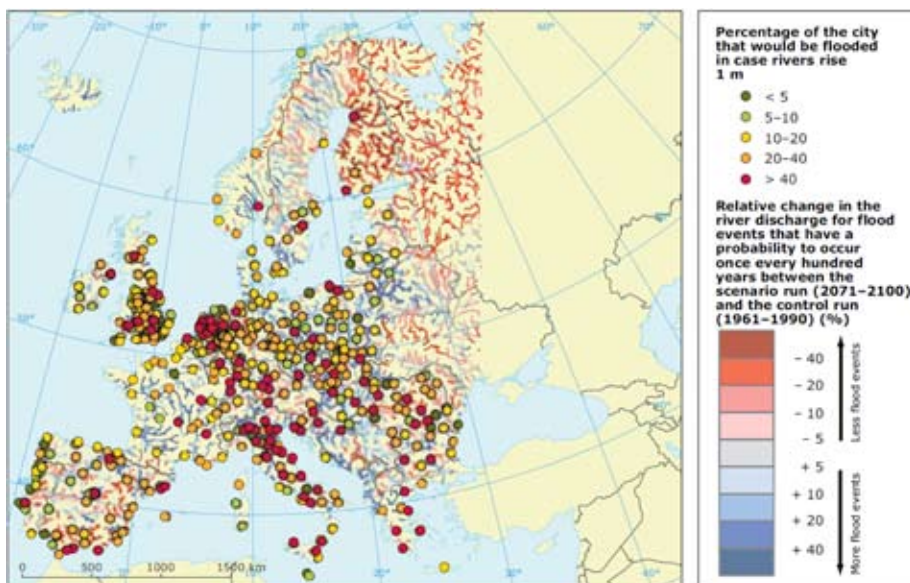 Percentage of the city
that would be flooded
in case rivers rise
1 m
< 5
5–10
10–20
20–40
> 40
Relative change in the
river discharge for flood
events that have a
probability to occur
once every hundred
years between the
scenario run (2071–2100)
and the control run
(1961–1990) (%)
– 40
– 20
– 10
– 5
+ 5
+ 10
+ 20
+ 40
Less flood events
More flood events
0 500 1000 1500 km